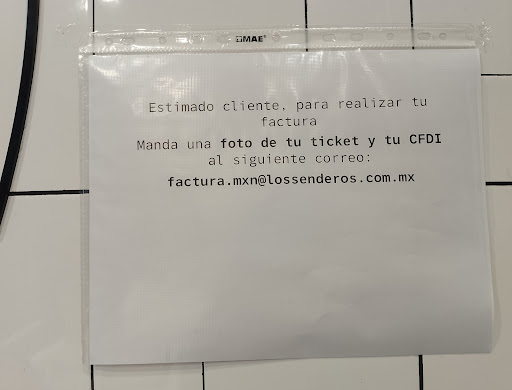 MAE®
Estimado cliente, para realizar tu
factura
Manda una foto de tu ticket y tu CFDI
al siguiente correo:
factura.mxn@lossenderos.com.mx